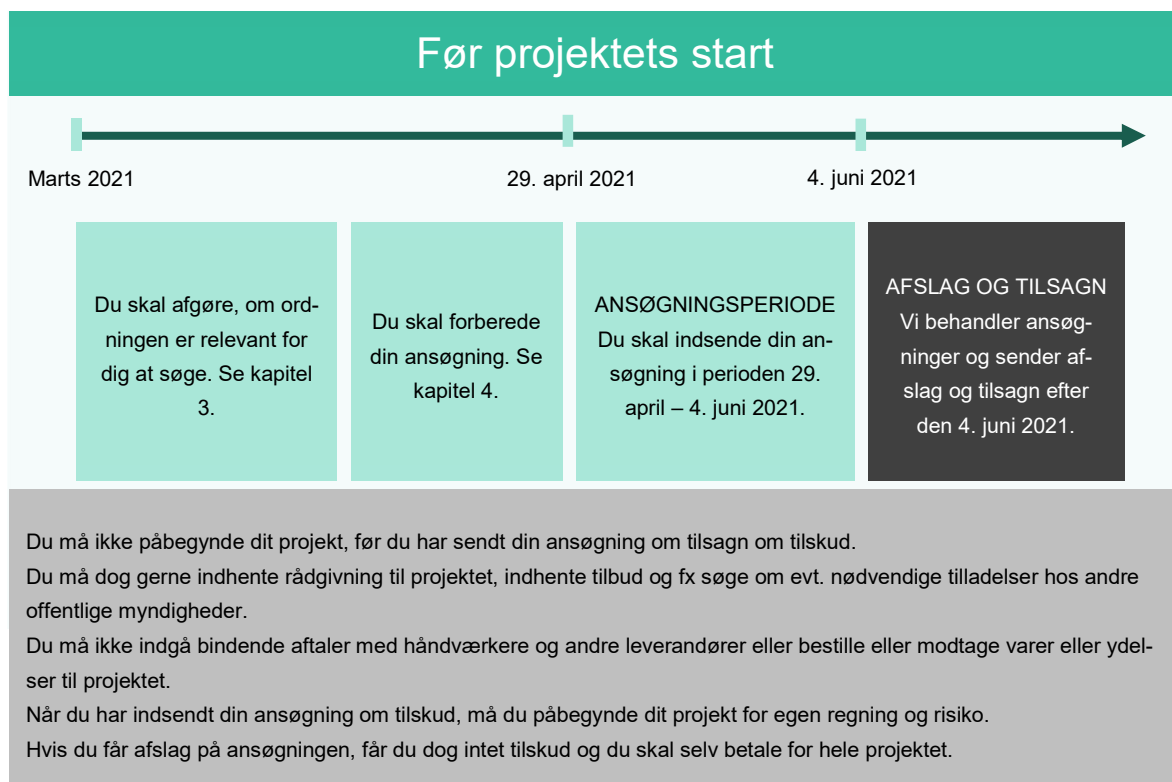 Før projektets start
Marts 2021
29. april 2021
4. juni 2021
Du skal afgøre, om ord-
ningen er relevant for
dig at søge. Se kapitel
3.
Du skal forberede
din ansøgning. Se
kapitel 4.
ANSØGNINGSPERIODE
Du skal indsende din an-
søgning i perioden 29.
april – 4. juni 2021.
AFSLAG OG TILSAGN
Vi behandler ansøg-
ninger og sender af-
slag og tilsagn efter
den 4. juni 2021.
Du må ikke påbegynde dit projekt, før du har sendt din ansøgning om tilsagn om tilskud.
Du må dog gerne indhente rådgivning til projektet, indhente tilbud og fx søge om evt. nødvendige tilladelser hos andre
offentlige myndigheder.
Du må ikke indgå bindende aftaler med håndværkere og andre leverandører eller bestille eller modtage varer eller ydel-
ser til projektet.
Når du har indsendt din ansøgning om tilskud, må du påbegynde dit projekt for egen regning og risiko.
Hvis du får afslag på ansøgningen, får du dog intet tilskud og du skal selv betale for hele projektet.